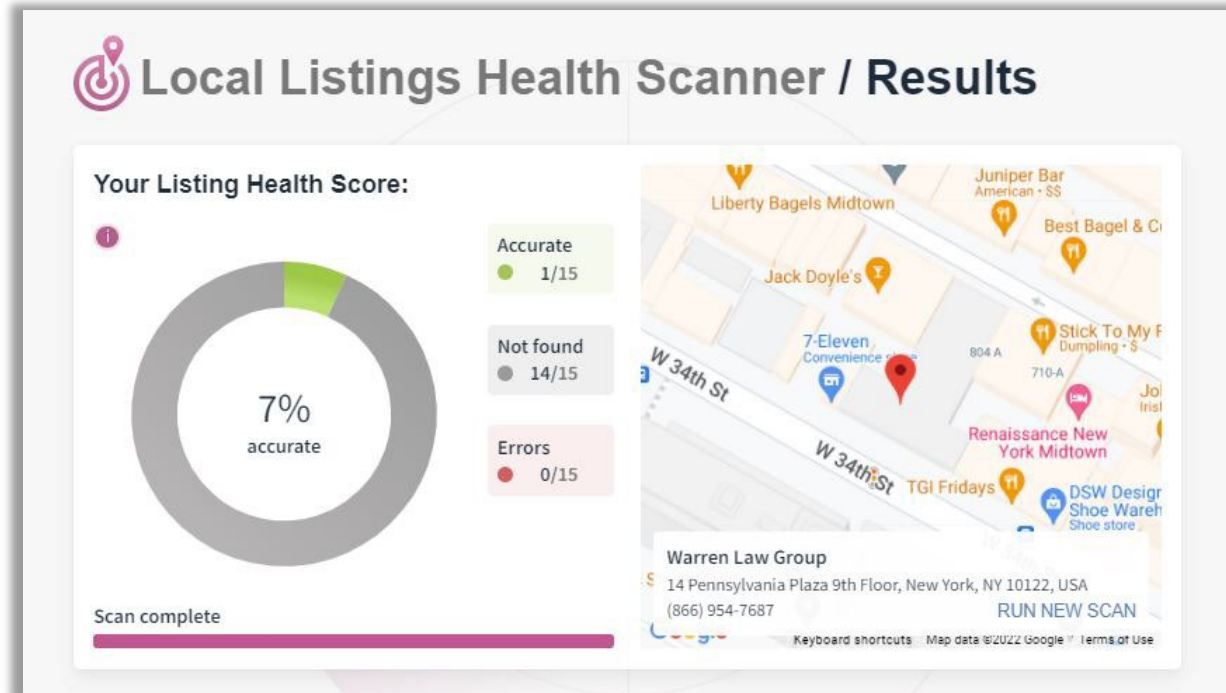 Local Listings Health Scanner / Results
Your Listing Health Score:
i
Accurate
1/15
Not found
14/15
Errors
0/15
7%
accurate
Scan complete
Liberty Bagels Midtown
Juniper Bar
American · $$
Best Bagel &
Jack Doyle's
7-Eleven
Convenience store
804 A
Stick To My
Dumpling · $
710-A
W 34th St
Renaissance New
York Midtown
W 34th St
TGI Fridays
DSW
Shoe
Shoe store
Warren Law Group
14 Pennsylvania Plaza 9th Floor, New York, NY 10122, USA
(866) 954-7687
RUN NEW SCAN
Google
Keyboard shortcuts
Map data ©2022 Google
Terms of Use